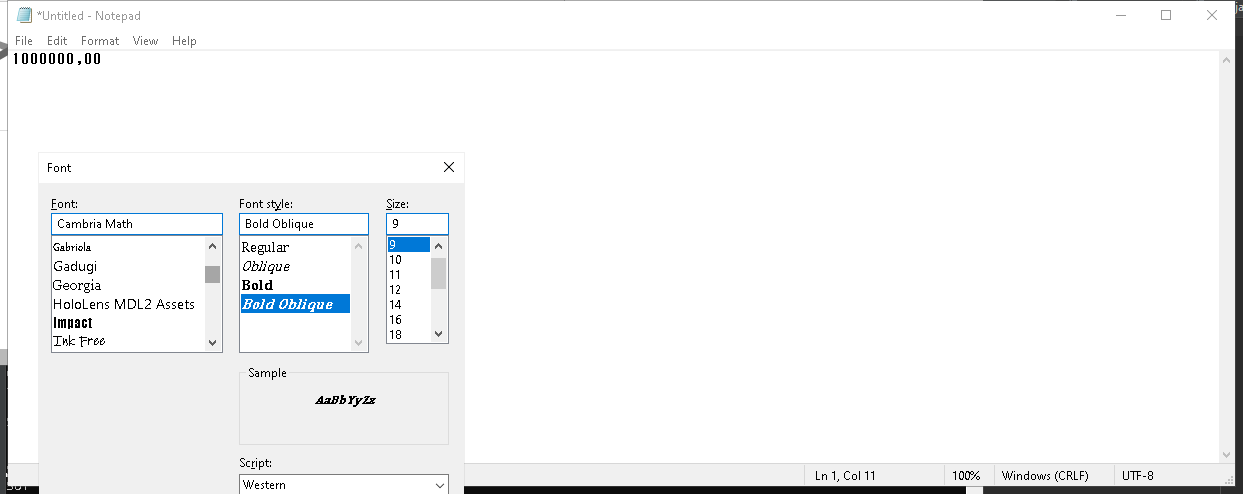 *Untitled - Notepad
File Edit Format View Help
1000000,00
Font
Font: Font style: Size:
Cambria Math Bold Oblique 9
Gabriola Regular 9
Gadugi Oblique 10
Georgia Bold 11
HoloLens MDL2 Assets Bold Oblique 12
Impact 14
Ink Free 16
18
Sample
AaBbYyZz
Script:
Western
Ln 1, Col 11 100% Windows (CRLF) UTF-8